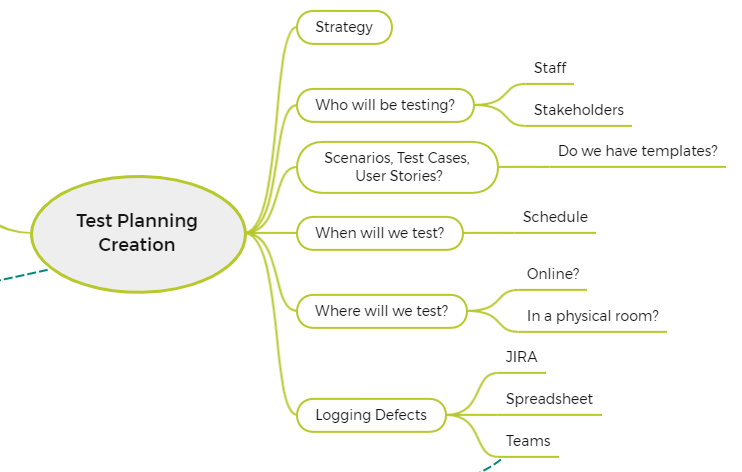 Strategy
Who will be testing?
Staff
Stakeholders
Scenarios, Test Cases,
User Stories?
Do we have templates?
Test Planning
Creation
When will we test?
Schedule
Where will we test?
Online?
In a physical room?
Logging Defects
JIRA
Spreadsheet
Teams